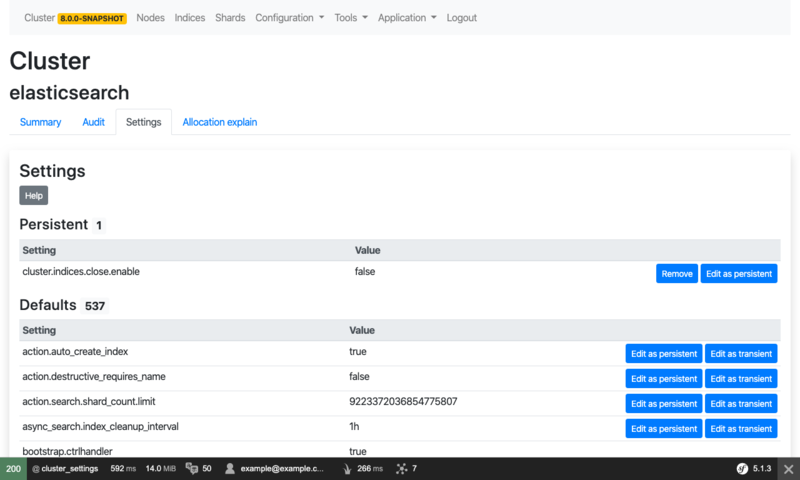 Cluster 8.0.0-SNAPSHOT Nodes Indices Shards Configuration Tools Application Logout
Cluster
elasticsearch
Summary Audit Settings Allocation explain
Settings
Help
Persistent 1
Setting Value
cluster.indices.close.enable false Remove Edit as persistent
Defaults 537
Setting Value
action.auto_create_index true Edit as persistent Edit as transient
action.destructive_requires_name false Edit as persistent Edit as transient
action.search.shard_count.limit 9223372036854775807 Edit as persistent Edit as transient
async_search.index_cleanup_interval 1h Edit as persistent Edit as transient
bootstrap.ctrlhandler true
200 @ cluster_settings 592 ms 14.0 MiB 50 example@example.c... 266 ms 7 sf 5.1.3